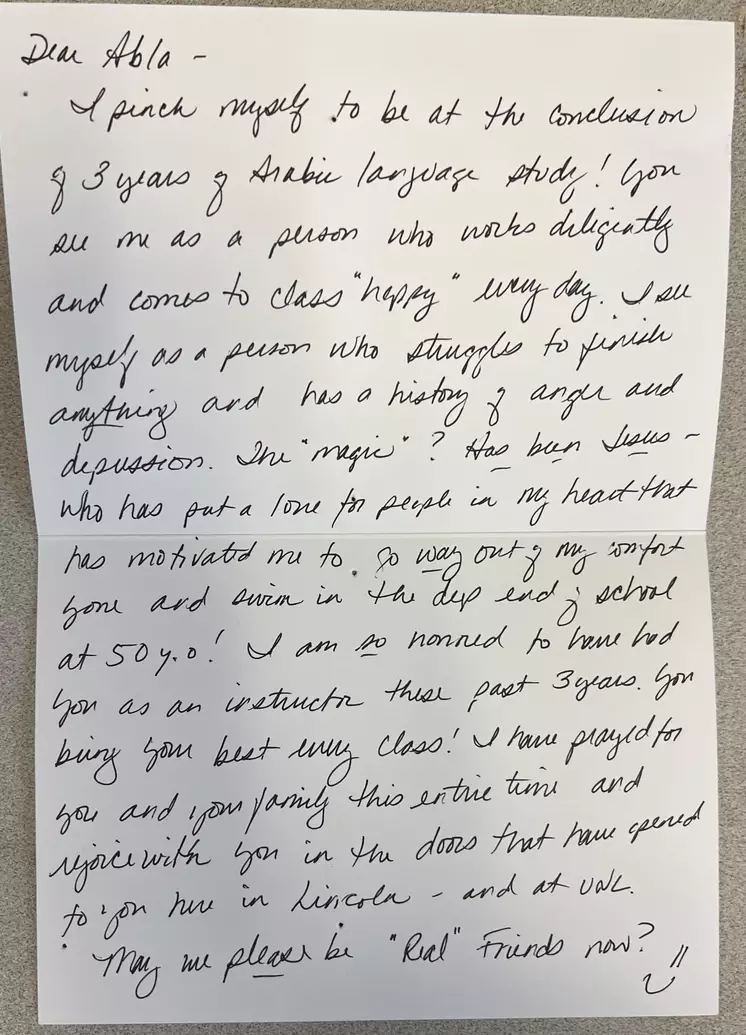 Dear Abla -
I pinch myself to be at the conclusion
of 3 years of Arabic language study! You
see me as a person who works diligently
and comes to class "happy" every day. I see
myself as a person who struggles to finish
anything and has a history of anger and
depression. The "magic"? Has been Jesus -
who has put a love for people in my heart that
has motivated me to go way out of my comfort
zone and swim in the deep end of school
at 50 y.o! I am so honored to have had
you as an instructor these past 3 years. You
bring your best every class! I have prayed for
you and your family this entire time and
rejoice with you in the doors that have opened
to you here in Lincoln - and at UNL.
May we please be "Real" Friends now?